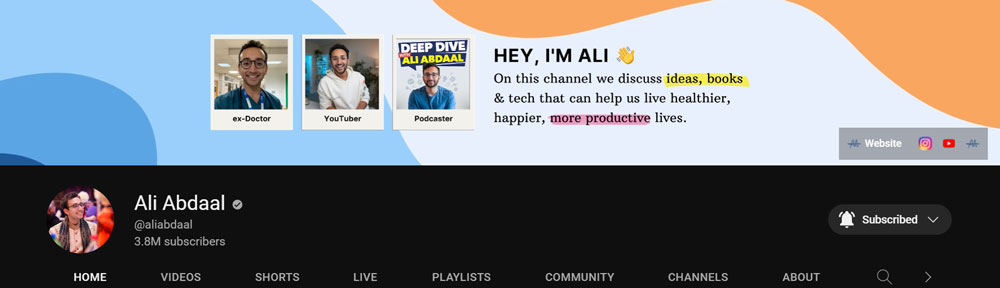 DEEP DIVE
WITH
ALI ABDAAL
ex-Doctor
YouTuber
Podcaster
HEY, I'M ALI 👋
On this channel we discuss ideas, books
& tech that can help us live healthier,
happier, more productive lives.
Website
Ali Abdaal
@aliabdaal
3.8M subscribers
Subscribed
HOME VIDEOS SHORTS LIVE PLAYLISTS COMMUNITY CHANNELS ABOUT